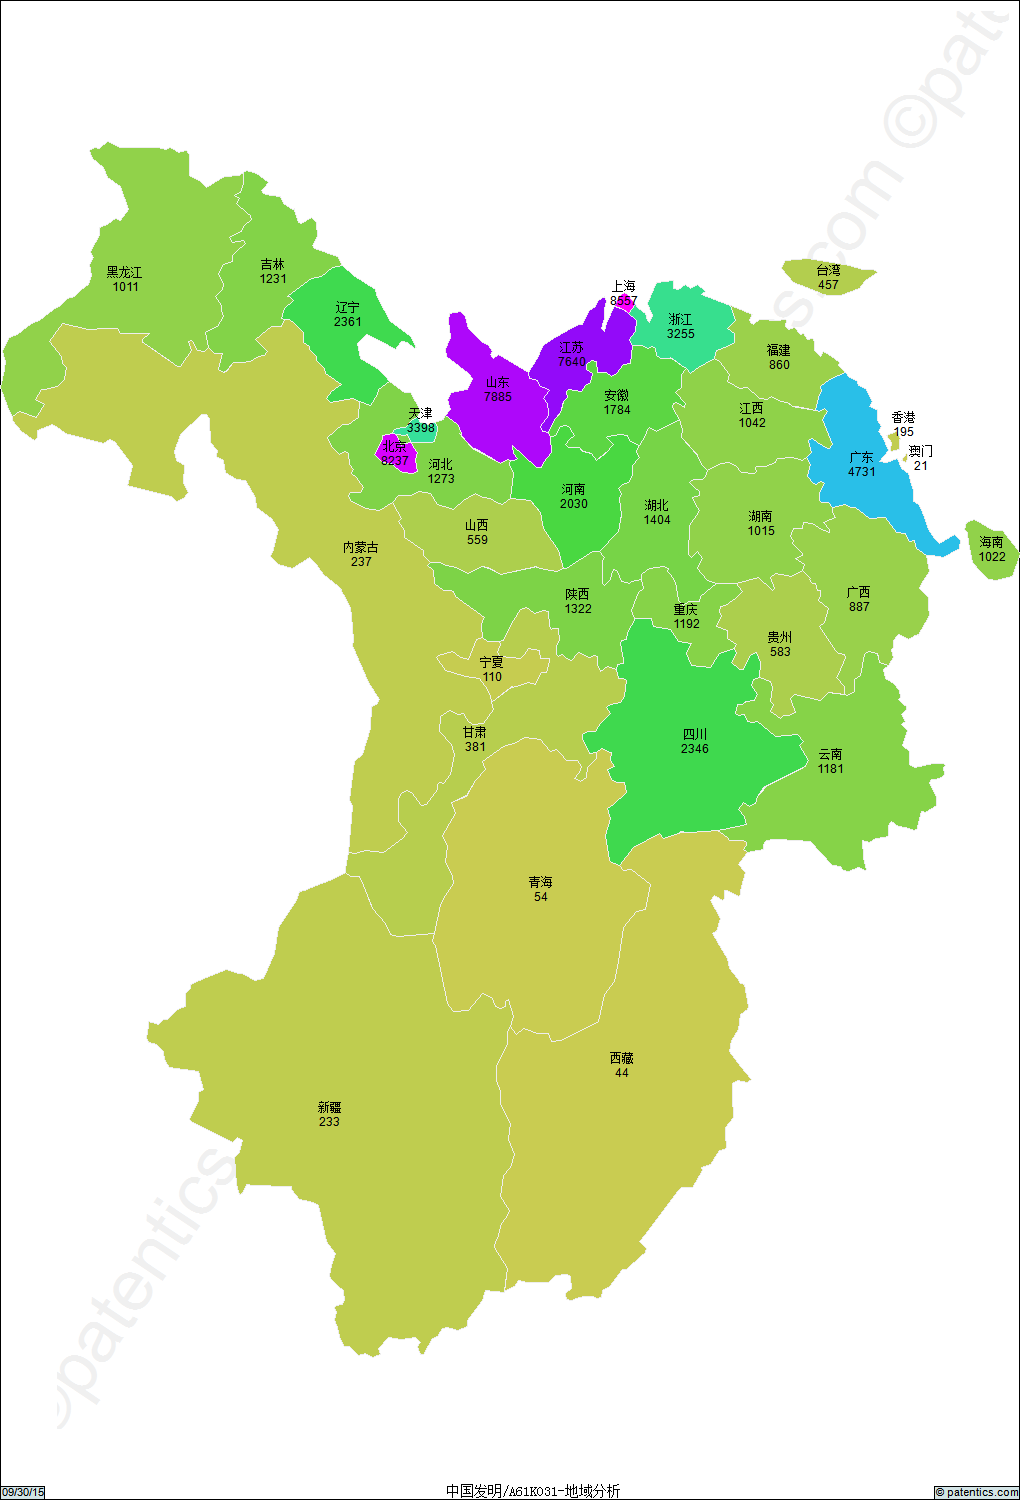 ©patentics.com ©patentics
黑龙江
1011
吉林
1231
辽宁
2361
上海
8557
台湾
457
浙江
3255
江苏
7640
福建
860
山东
7885
安徽
1784
江西
1042
天津
3398
香港
195
北京
8237
河北
1273
广东
4731
澳门
21
河南
2030
湖北
1404
湖南
1015
山西
559
海南
1022
内蒙古
237
陕西
1322
重庆
1192
广西
887
贵州
583
宁夏
110
甘肃
381
四川
2346
云南
1181
青海
54
西藏
44
新疆
233
09/30/15
中国发明/A61K031-地域分析
© patentics.com